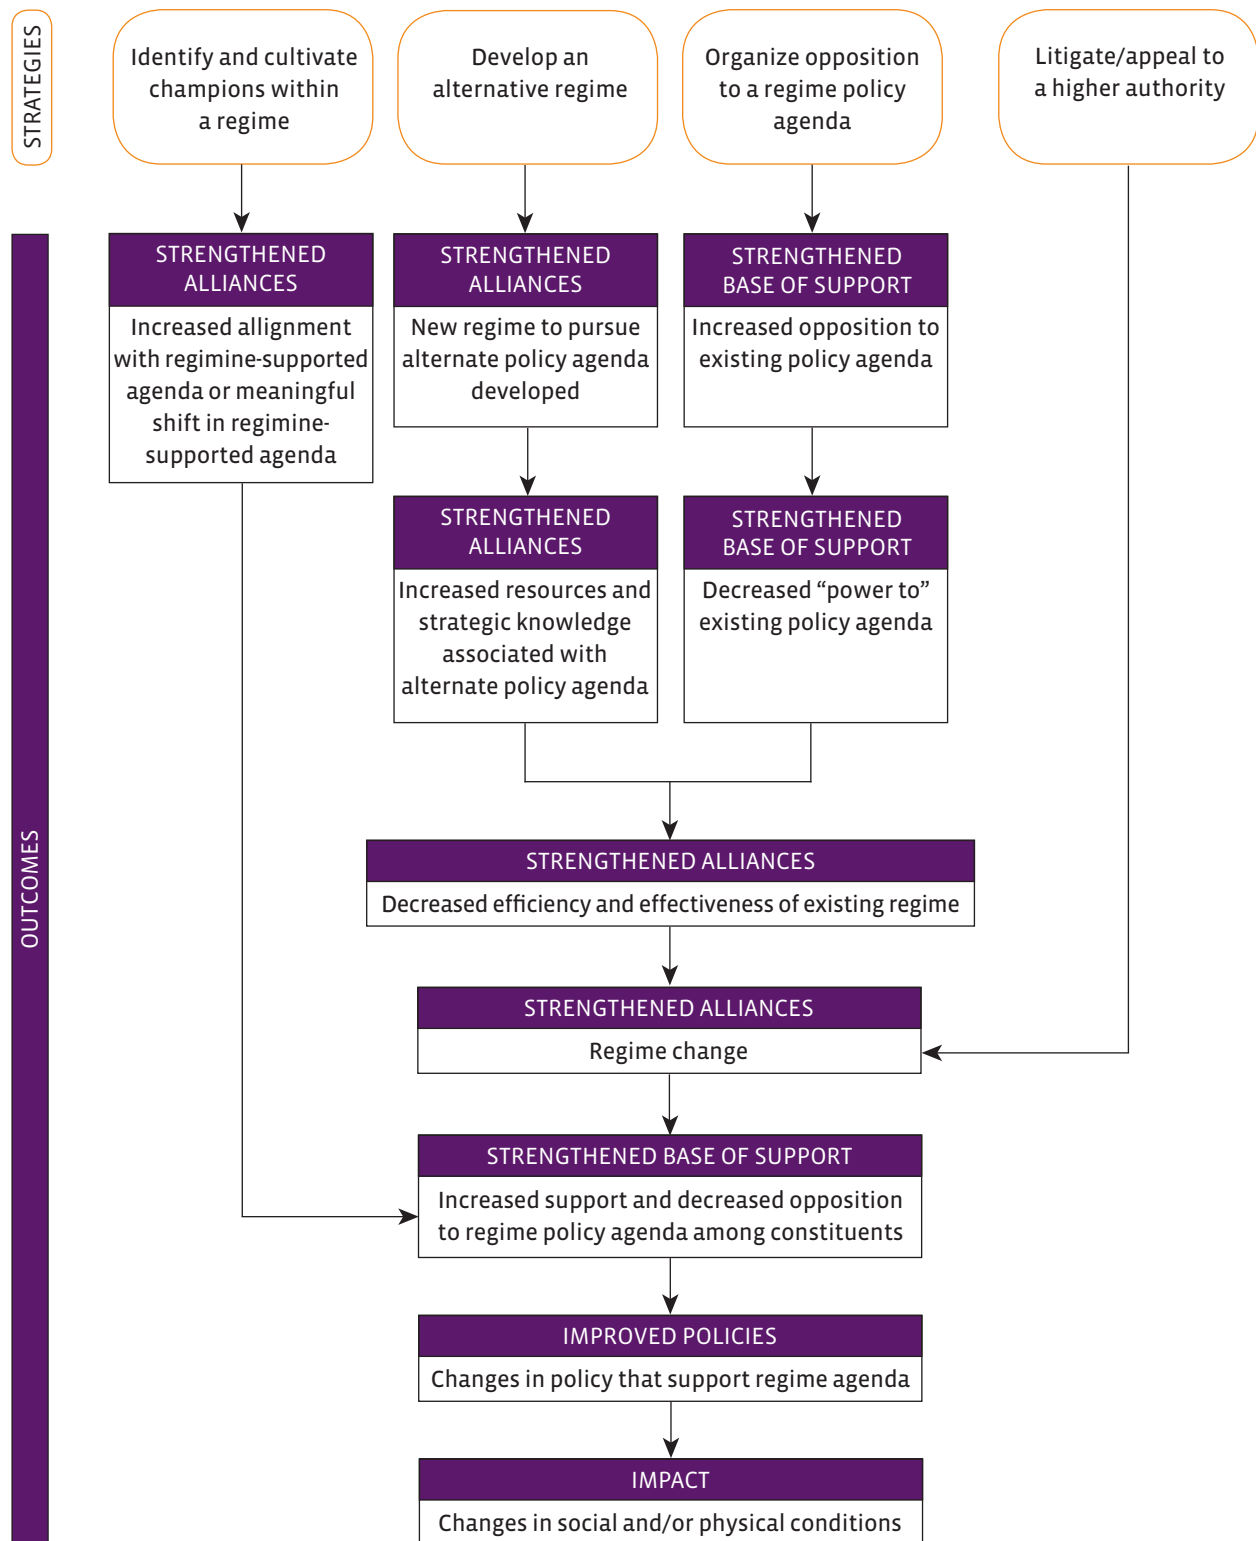 STRATEGIES
Identify and cultivate
champions within
a regime
Develop an
alternative regime
Organize opposition
to a regime policy
agenda
Litigate/appeal to
a higher authority
OUTCOMES
STRENGTHENED
ALLIANCES
Increased allignment
with regimine-supported
agenda or meaningful
shift in regimine-
supported agenda
STRENGTHENED
ALLIANCES
New regime to pursue
alternate policy agenda
developed
STRENGTHENED
BASE OF SUPPORT
Increased opposition to
existing policy agenda
STRENGTHENED
ALLIANCES
Increased resources and
strategic knowledge
associated with
alternate policy agenda
STRENGTHENED
BASE OF SUPPORT
Decreased “power to”
existing policy agenda
STRENGTHENED ALLIANCES
Decreased efficiency and effectiveness of existing regime
STRENGTHENED ALLIANCES
Regime change
STRENGTHENED BASE OF SUPPORT
Increased support and decreased opposition
to regime policy agenda among constituents
IMPROVED POLICIES
Changes in policy that support regime agenda
IMPACT
Changes in social and/or physical conditions